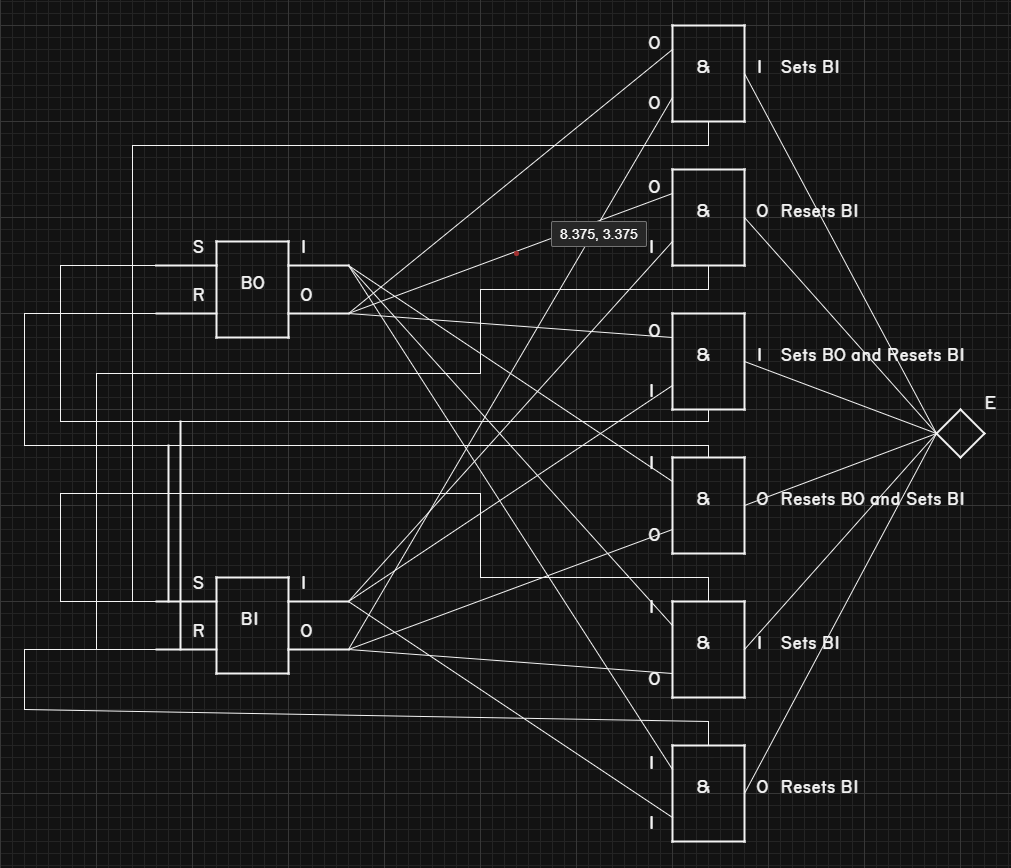 O
& I Sets BI
O
O
& O Resets BI
8.375, 3.375
I
S I
BO
R O
O
& I Sets BO and Resets BI
I
E
I
& O Resets BO and Sets BI
O
S I
I
BI
R O
& I Sets BI
O
I
& O Resets BI
I